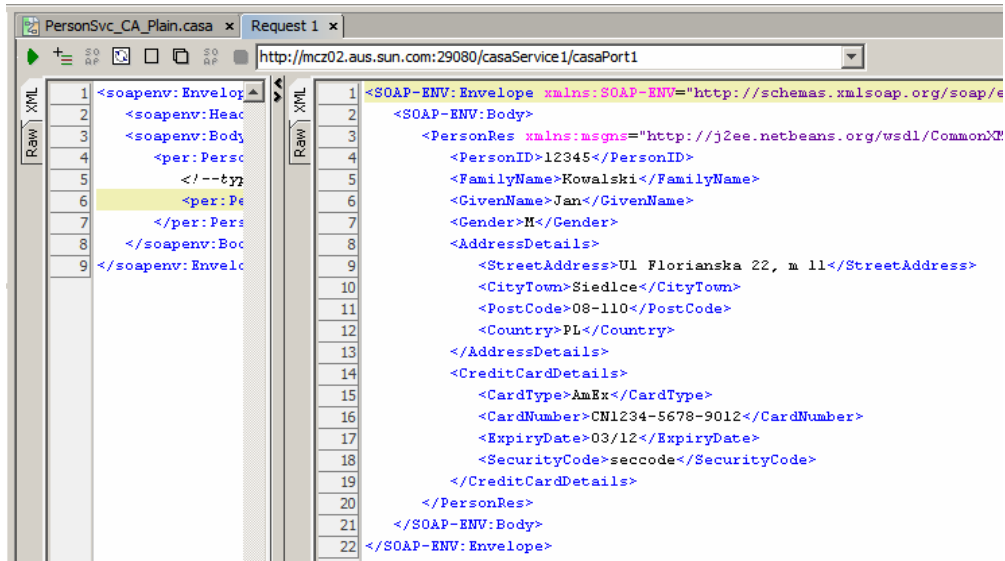 PersonSvc_CA_Plain.casa x Request 1 x
http://mcz02.aus.sun.com:29080/casaService1/casaPort1
XML
Raw
1 <soapenv:Envelop
2 <soapenv:Head
3 <soapenv:Body
4 <per:Perso
5 <!--typ
6 <per:Pe
7 </per:Pers
8 </soapenv:Bod
9 </soapenv:Envelo
XML
Raw
1 <SOAP-ENV:Envelope xmlns:SOAP-ENV="http://schemas.xmlsoap.org/soap/e
2 <SOAP-ENV:Body>
3 <PersonRes xmlns:msgns="http://j2ee.netbeans.org/wsdl/CommonXM
4 <PersonID>12345</PersonID>
5 <FamilyName>Kowalski</FamilyName>
6 <GivenName>Jan</GivenName>
7 <Gender>M</Gender>
8 <AddressDetails>
9 <StreetAddress>Ul Florianska 22, m 11</StreetAddress>
10 <CityTown>Siedlce</CityTown>
11 <PostCode>08-110</PostCode>
12 <Country>PL</Country>
13 </AddressDetails>
14 <CreditCardDetails>
15 <CardType>AmEx</CardType>
16 <CardNumber>CN1234-5678-9012</CardNumber>
17 <ExpiryDate>03/12</ExpiryDate>
18 <SecurityCode>seccode</SecurityCode>
19 </CreditCardDetails>
20 </PersonRes>
21 </SOAP-ENV:Body>
22 </SOAP-ENV:Envelope>